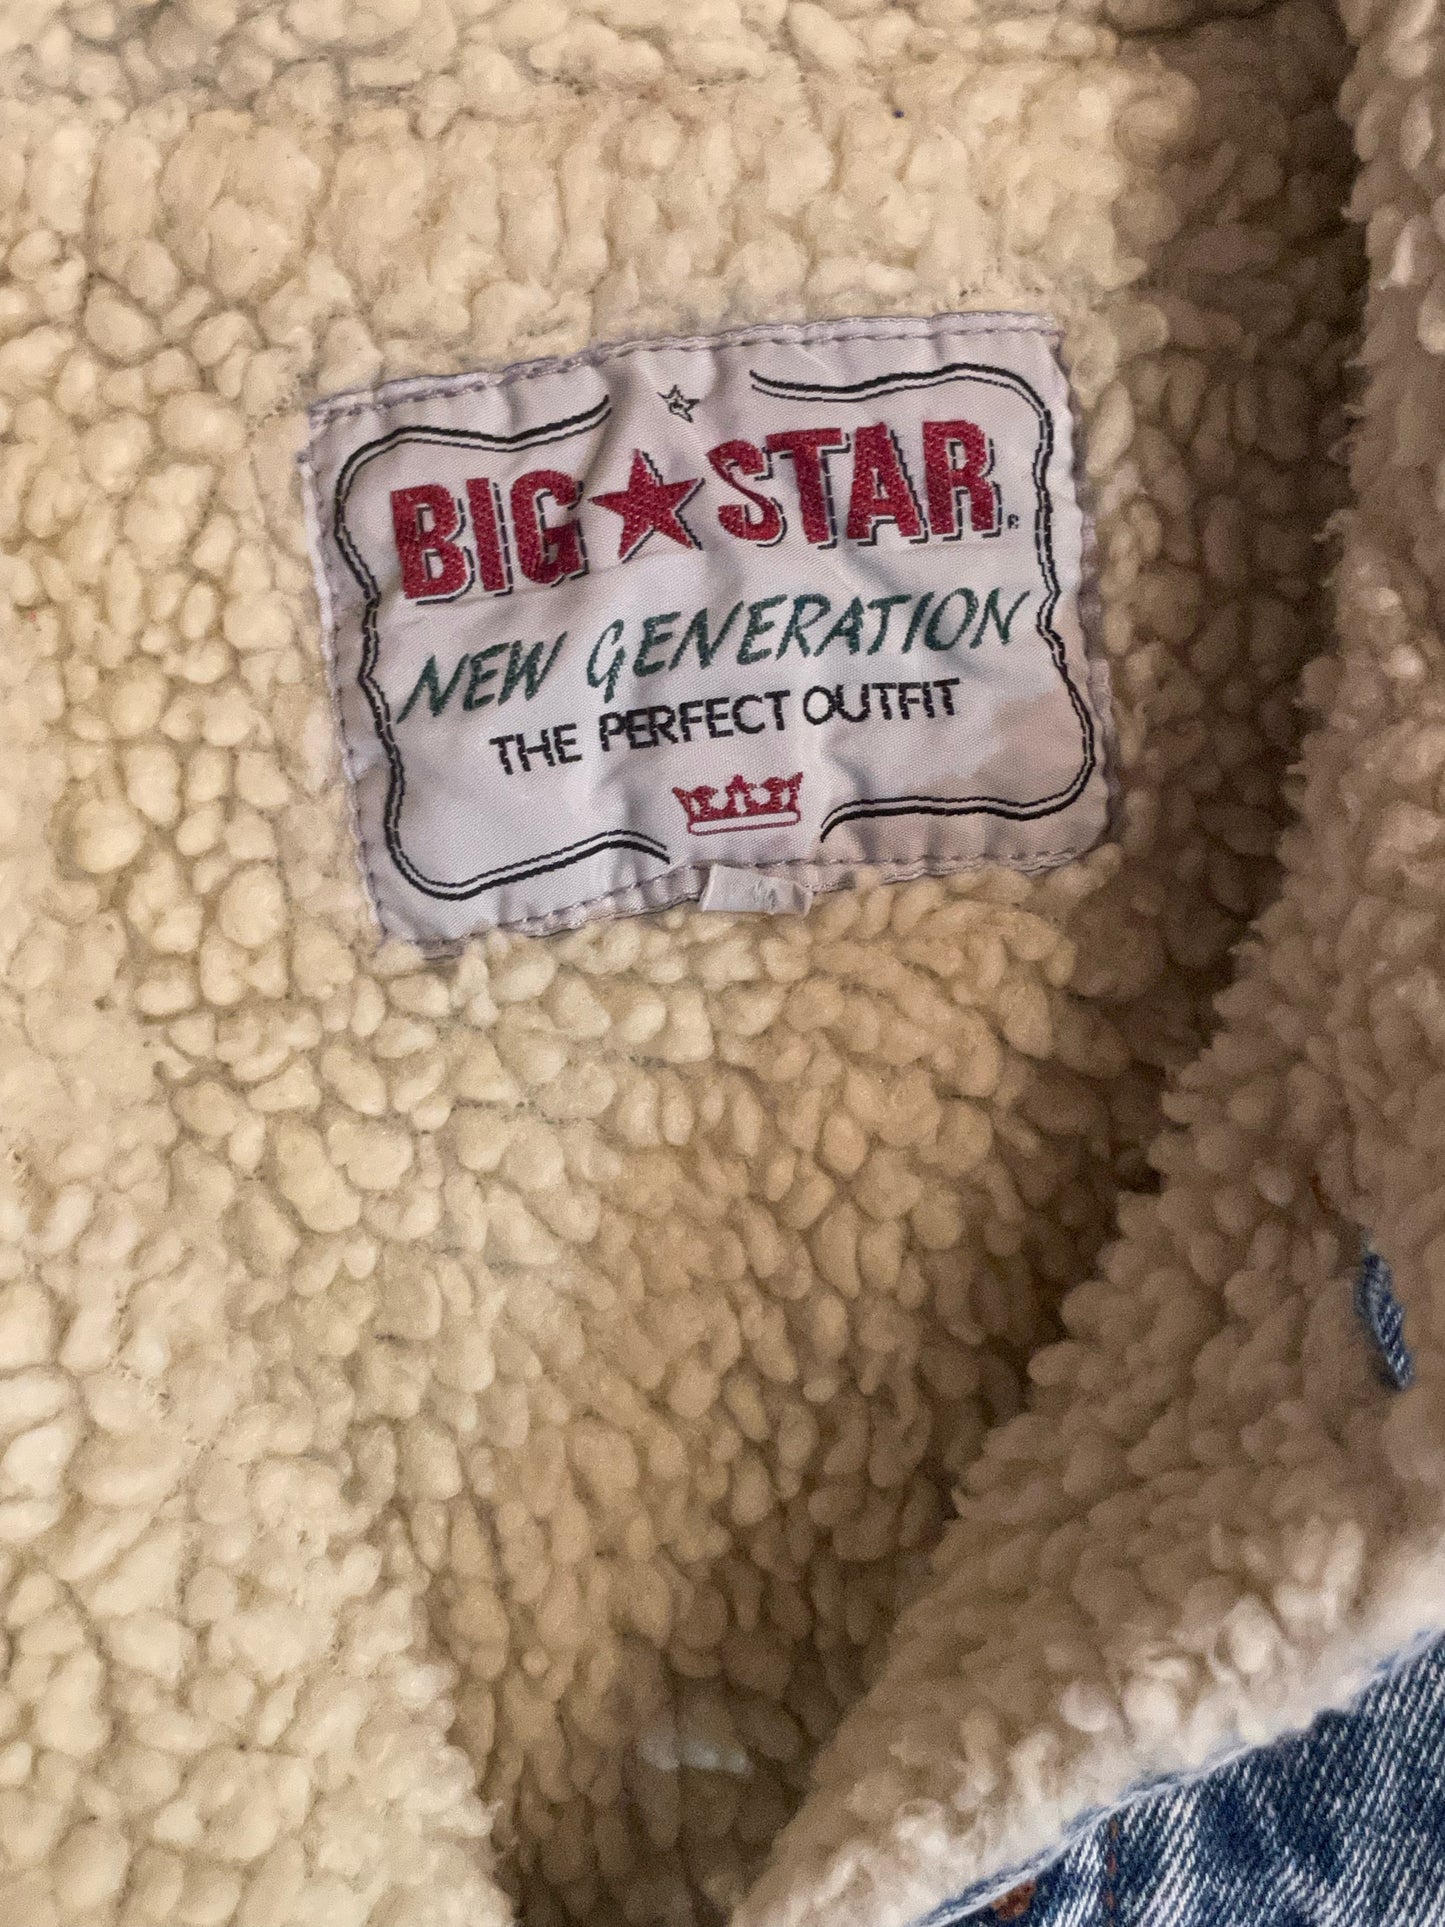 BIG★STAR®
NEW GENERATION
THE PERFECT OUTFIT